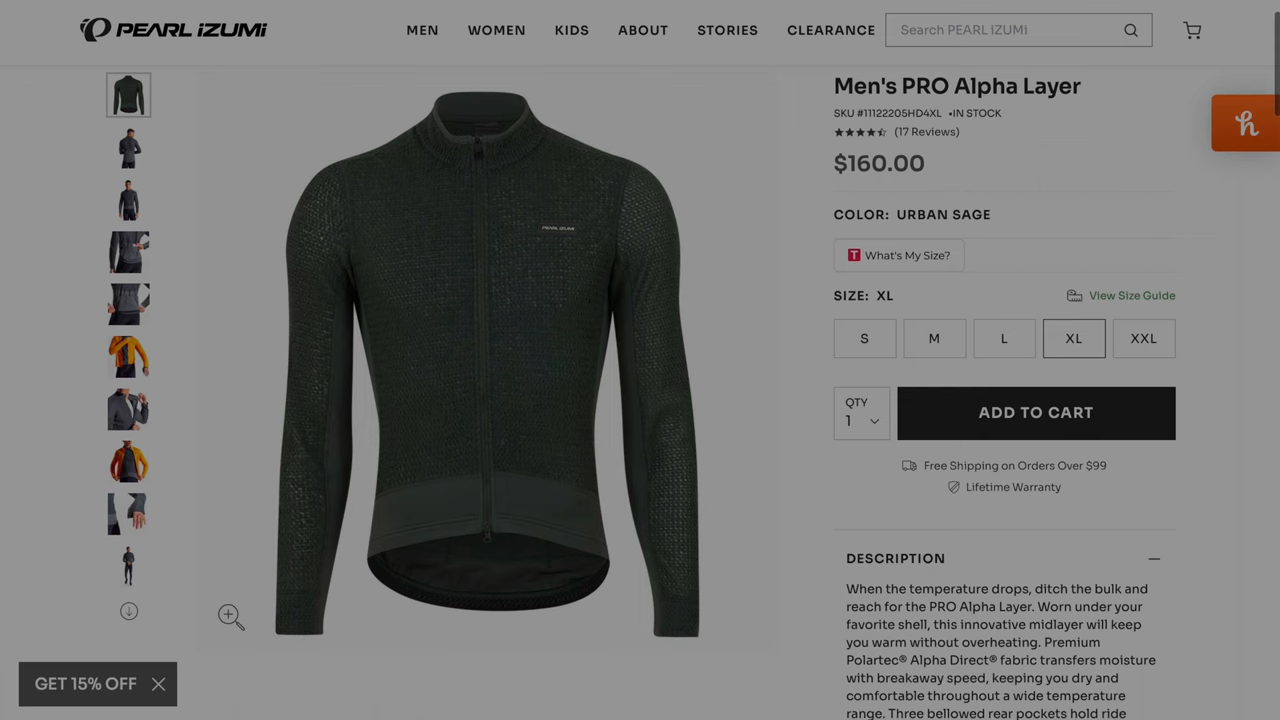 PEARL iZUMi
MEN WOMEN KIDS ABOUT STORIES CLEARANCE
Search PEARL iZUMi
Men's PRO Alpha Layer
SKU #11122205HD4XL •IN STOCK
(17 Reviews)
$160.00
COLOR: URBAN SAGE
T What's My Size?
SIZE: XL
View Size Guide
S M L XL XXL
QTY
1
ADD TO CART
Free Shipping on Orders Over $99
Lifetime Warranty
DESCRIPTION
When the temperature drops, ditch the bulk and
reach for the PRO Alpha Layer. Worn under your
favorite shell, this innovative midlayer will keep
you warm without overheating. Premium
Polartec® Alpha Direct® fabric transfers moisture
with breakaway speed, keeping you dry and
comfortable throughout a wide temperature
range. Three bellowed rear pockets hold ride
PEARL iZUMi
h
GET 15% OFF